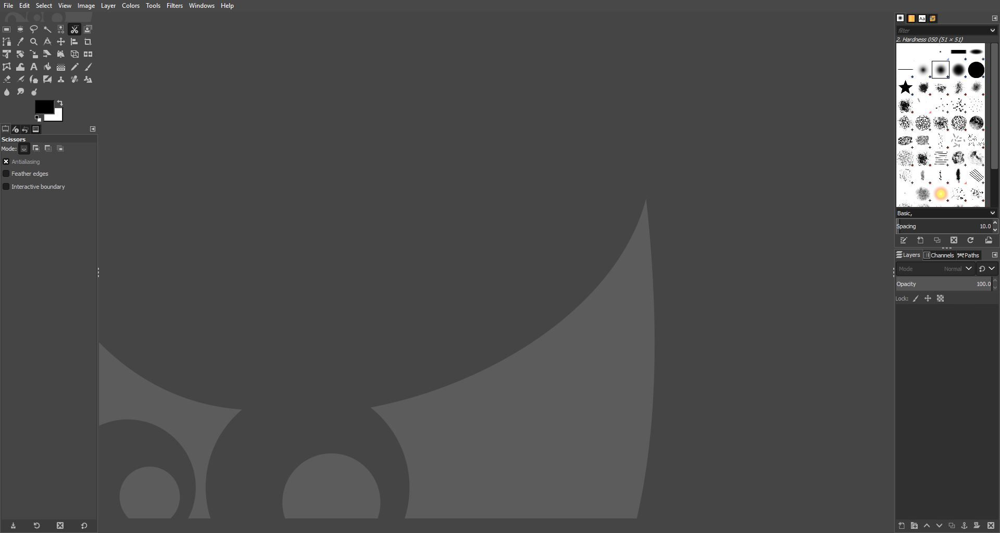 File Edit Select View Image Layer Colors Tools Filters Windows Help
Scissors
Mode:
Antialiasing
Feather edges
Interactive boundary
Aa
filter
2. Hardness 050 (51 × 51)
Basic,
Spacing 10.0
Layers Channels Paths
Mode Normal
Opacity 100.0
Lock: